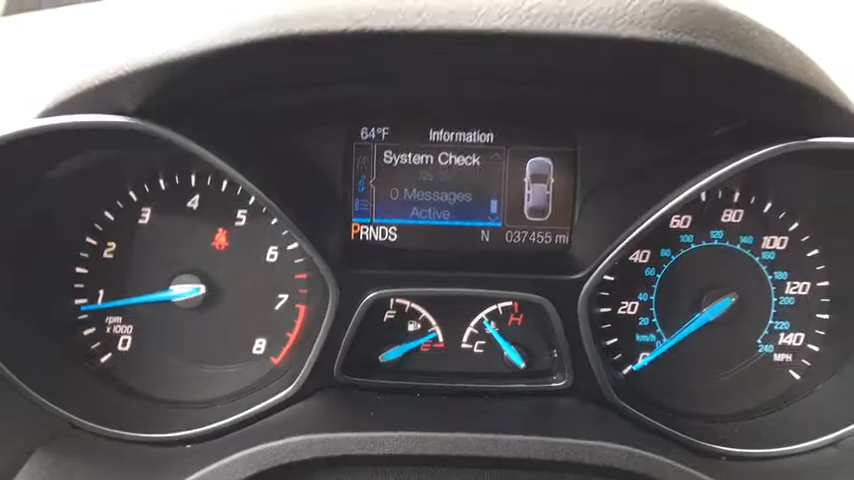 64°F
Information
System Check
0 Messages
Active
PRNDS
N
037455 mi
0
1
2
3
4
5
6
7
8
rpm
x1000
F
E
C
H
20
40
60
80
100
120
140
MPH
km/h
20
40
60
80
100
120
140
160
180
200
220
260